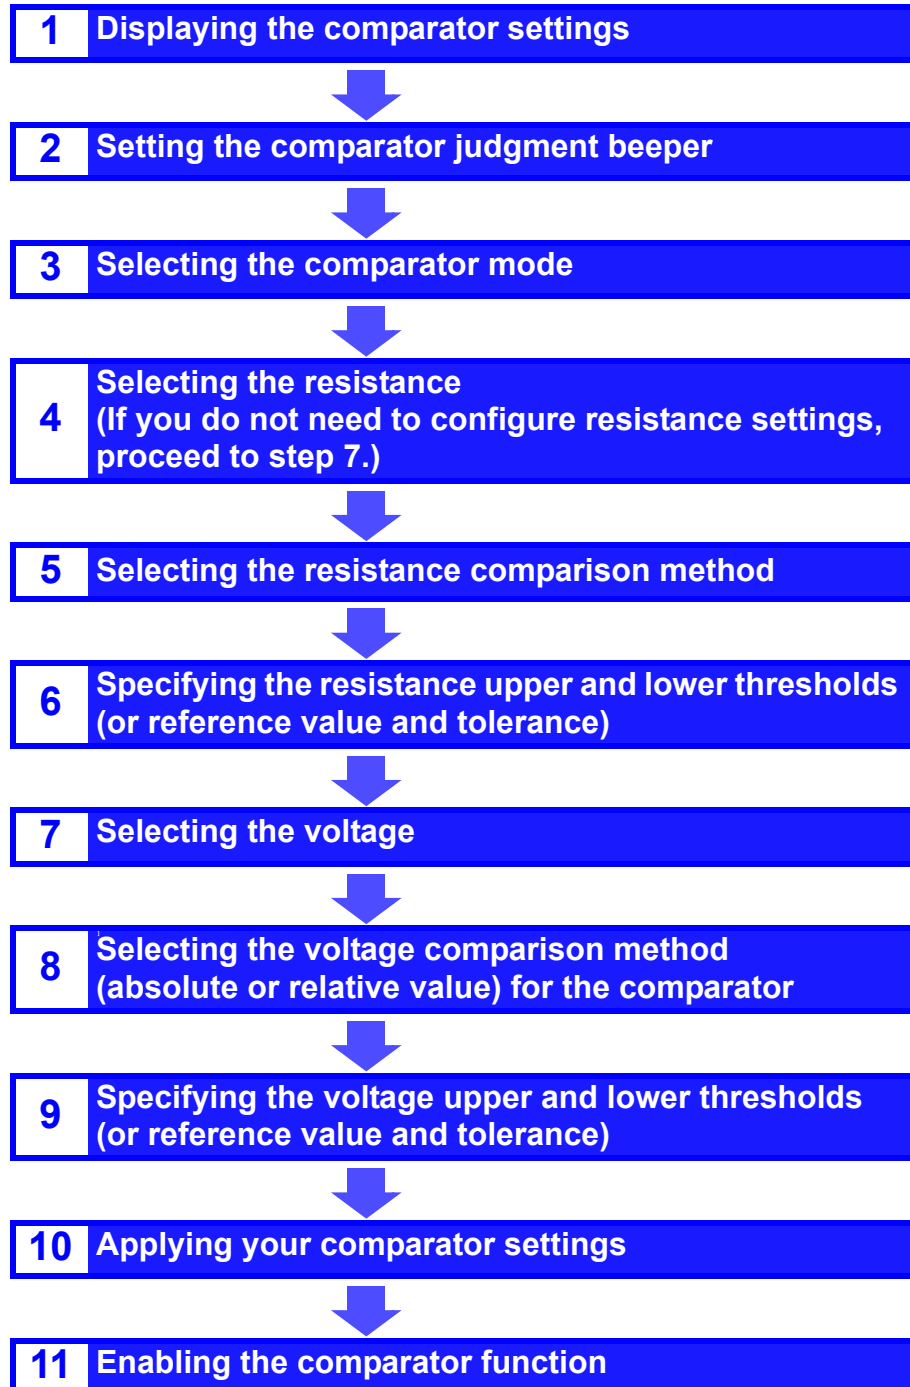 1 Displaying the comparator settings
2 Setting the comparator judgment beeper
3 Selecting the comparator mode
4 Selecting the resistance
(If you do not need to configure resistance settings,
proceed to step 7.)
5 Selecting the resistance comparison method
6 Specifying the resistance upper and lower thresholds
(or reference value and tolerance)
7 Selecting the voltage
8 Selecting the voltage comparison method
(absolute or relative value) for the comparator
9 Specifying the voltage upper and lower thresholds
(or reference value and tolerance)
10 Applying your comparator settings
11 Enabling the comparator function